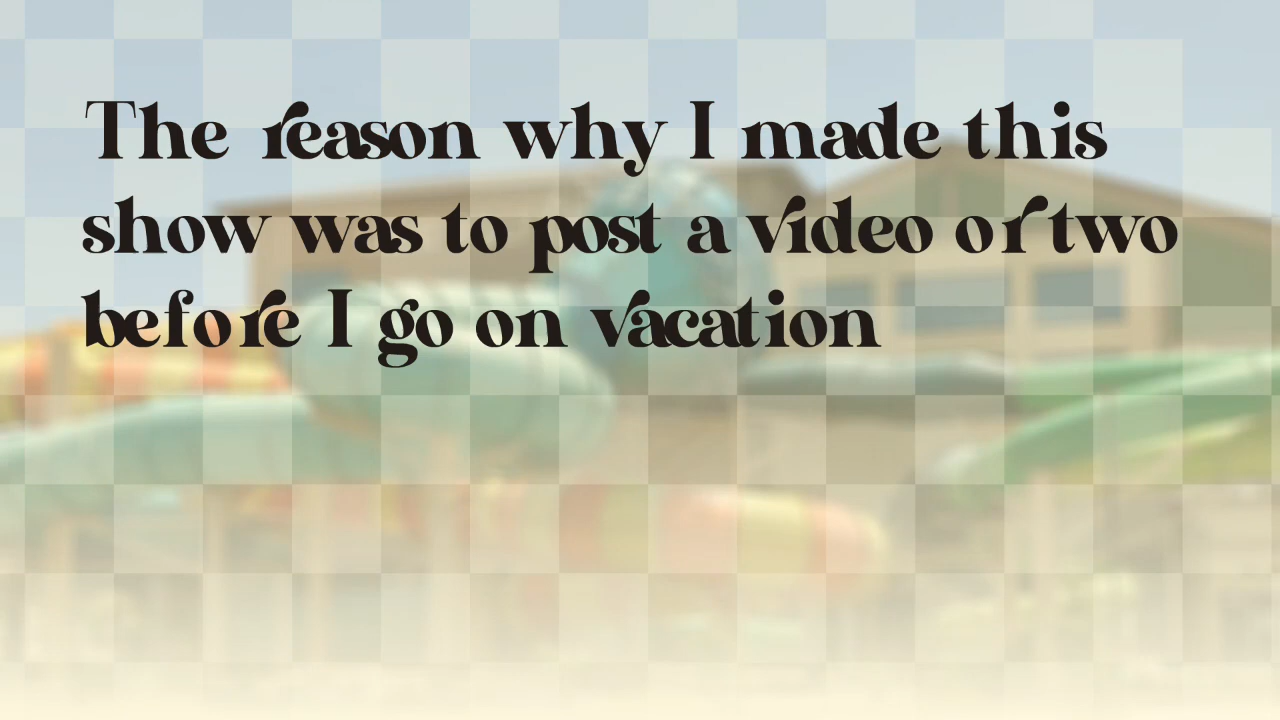 The reason why I made this
show was to post a video or two
before I go on vacation